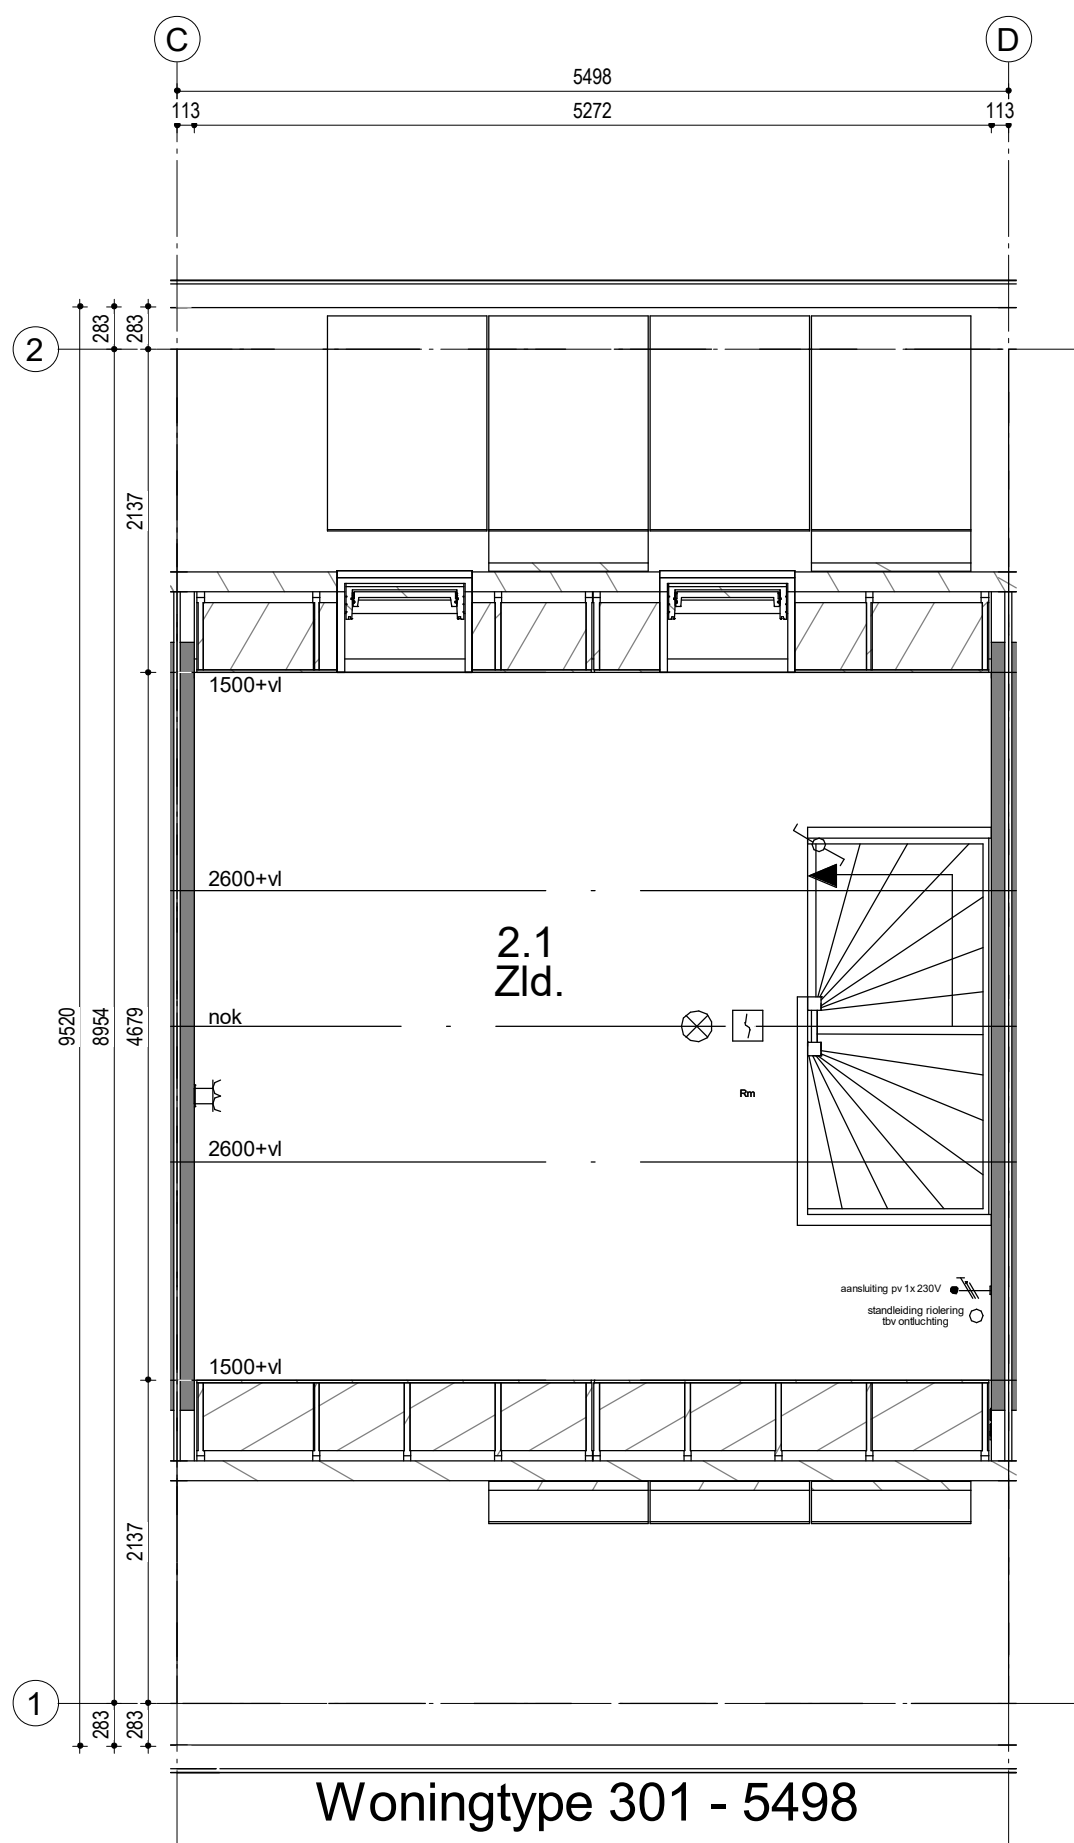 C
D
5498
113
5272
113
283
283
2
2137
1500+vl
2600+vl
2.1
Zld.
9520
8954
4679
nok
Rm
2600+vl
aansluiting pv 1x 230V
standleiding riolering
tbv ontluchting
1500+vl
2137
1
283
283
Woningtype 301 - 5498